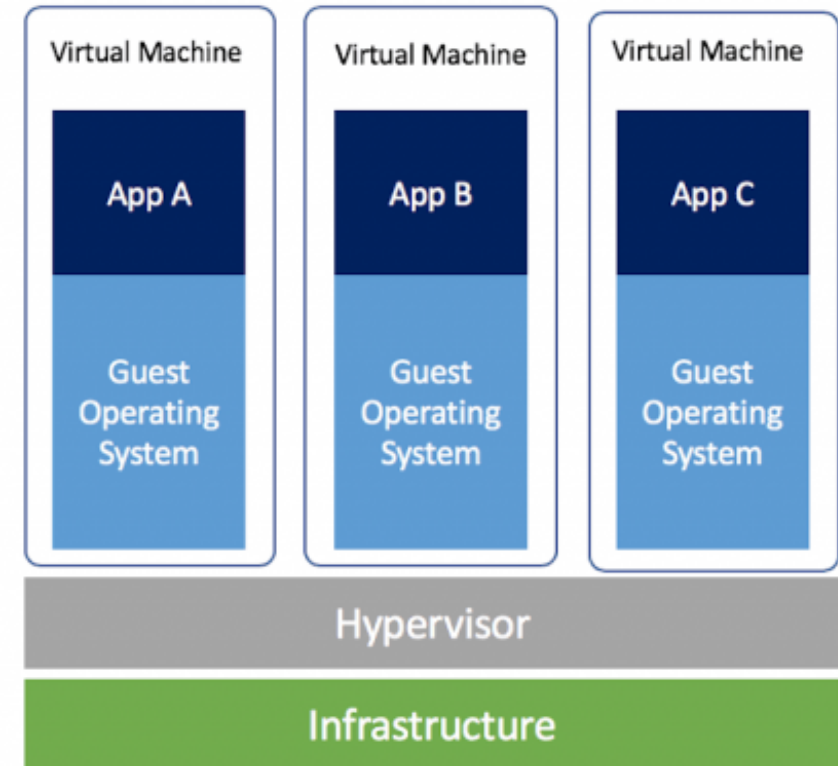 Virtual Machine
App A
Guest
Operating
System
Virtual Machine
App B
Guest
Operating
System
Virtual Machine
App C
Guest
Operating
System
Hypervisor
Infrastructure